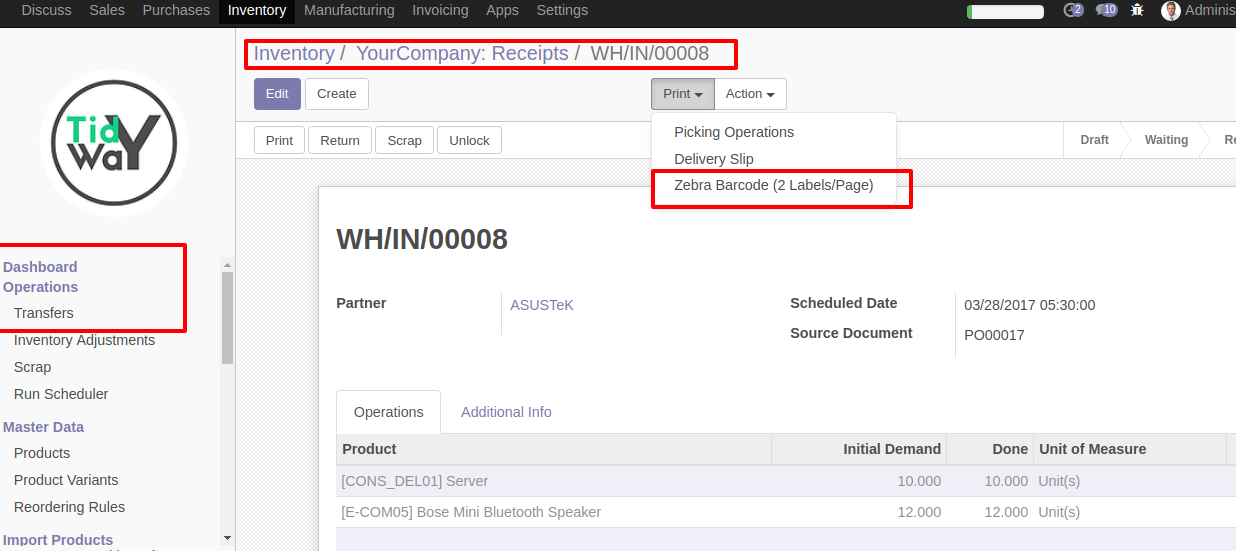 Discuss Sales Purchases Inventory Manufacturing Invoicing Apps Settings 2 10 Adminis
Inventory / YourCompany: Receipts / WH/IN/00008
Edit Create Print Action
Print Return Scrap Unlock
Draft Waiting Re
Picking Operations
Delivery Slip
Zebra Barcode (2 Labels/Page)
Tid
WaY
Dashboard
Operations
Transfers
Inventory Adjustments
Scrap
Run Scheduler
Master Data
Products
Product Variants
Reordering Rules
Import Products
WH/IN/00008
Partner ASUSTeK
Scheduled Date 03/28/2017 05:30:00
Source Document PO00017
Operations Additional Info
Product Initial Demand Done Unit of Measure
[CONS_DEL01] Server 10.000 10.000 Unit(s)
[E-COM05] Bose Mini Bluetooth Speaker 12.000 12.000 Unit(s)